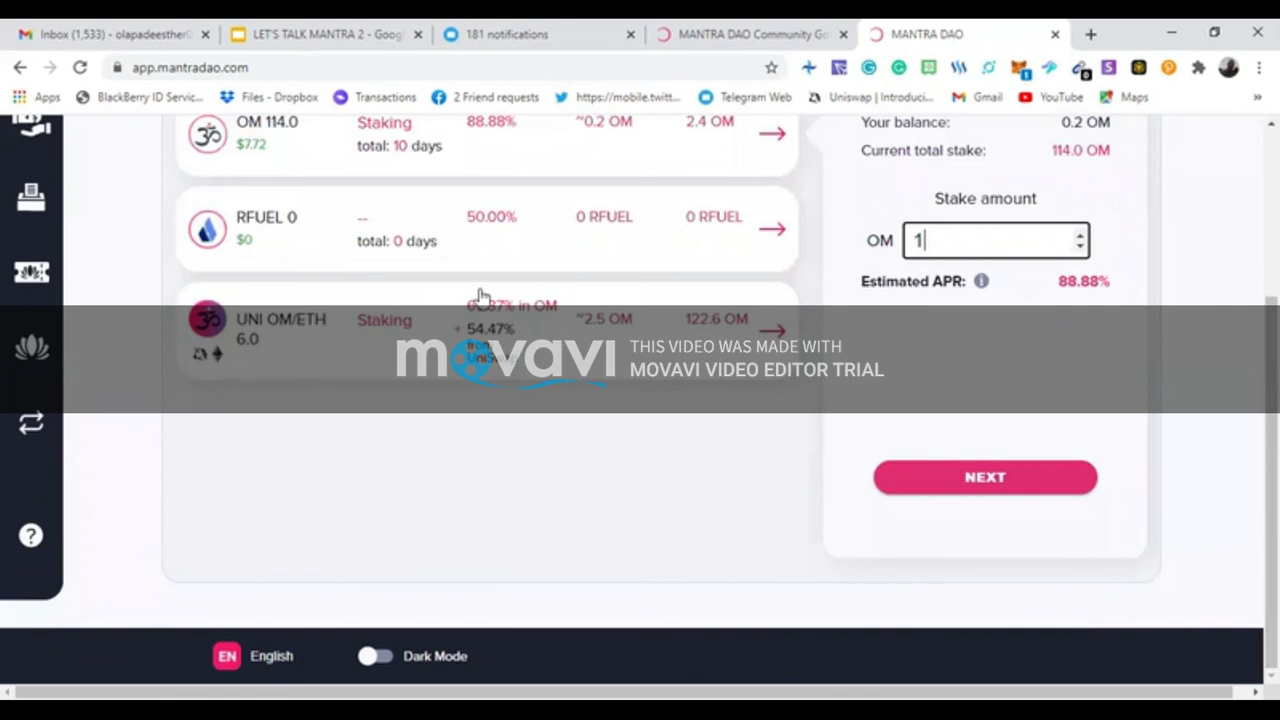 Inbox (1,533) - olapadeesther
LET'S TALK MANTRA 2 - Goog
181 notifications
MANTRA DAO Community Go
MANTRA DAO
app.mantradao.com
Apps
BlackBerry ID Servic...
Files - Dropbox
Transactions
2 Friend requests
https://mobile.twitt...
Telegram Web
Uniswap | Introduci...
Gmail
YouTube
Maps
»
OM 114.0
$7.72
Staking
total: 10 days
88.88%
~0.2 OM
2.4 OM
RFUEL 0
$0
--
total: 0 days
50.00%
0 RFUEL
0 RFUEL
UNI OM/ETH
6.0
Staking
37% in OM
+ 54.47%
from
~2.5 OM
122.6 OM
Your balance: 0.2 OM
Current total stake: 114.0 OM
Stake amount
OM 1
Estimated APR: 88.88%
NEXT
movavi
THIS VIDEO WAS MADE WITH
MOVAVI VIDEO EDITOR TRIAL
?
EN English
Dark Mode